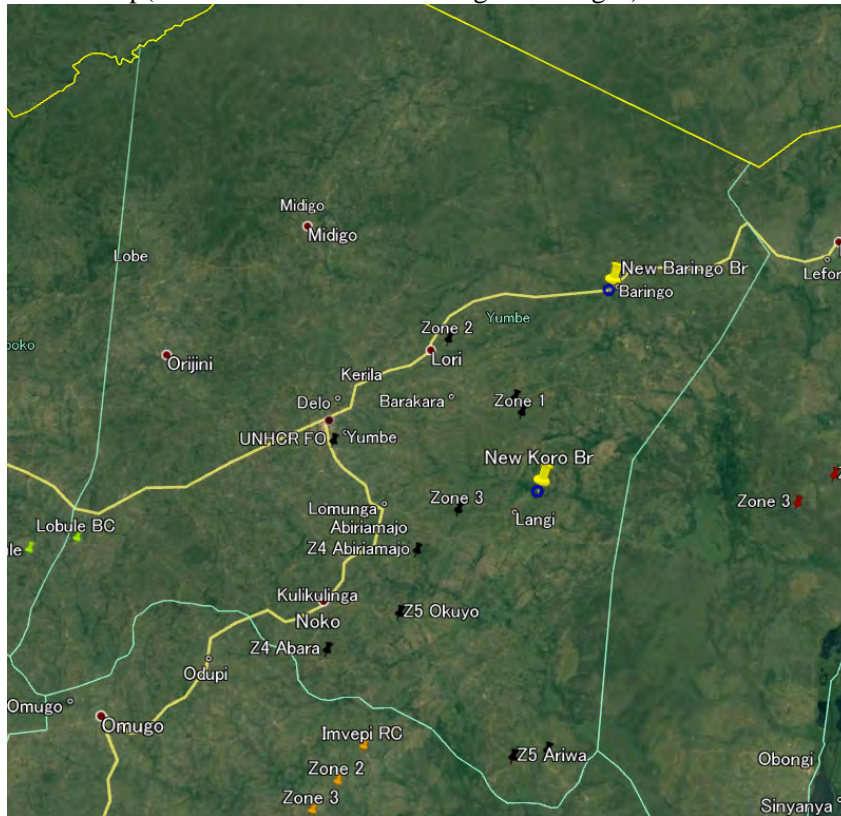 Midigo
Midigo
Lobe
New Baringo Br
Baringo
Lefor
Yumbe
Zone 2
Lori
Orijini
Kerila
Delo
Barakara
Zone 1
UNHCR FO
Yumbe
New Koro Br
Zone 3
Zone 3
Lomunga
Langi
Lobule BC
Abiriamajo
Z4 Abiriamajo
Kulikulinga
Noko
Z5 Okuyo
Z4 Abara
Odupi
Omugo
Omugo
Imvepi RC
Z5 Ariwa
Obongi
Zone 2
Zone 3
Sinyanya